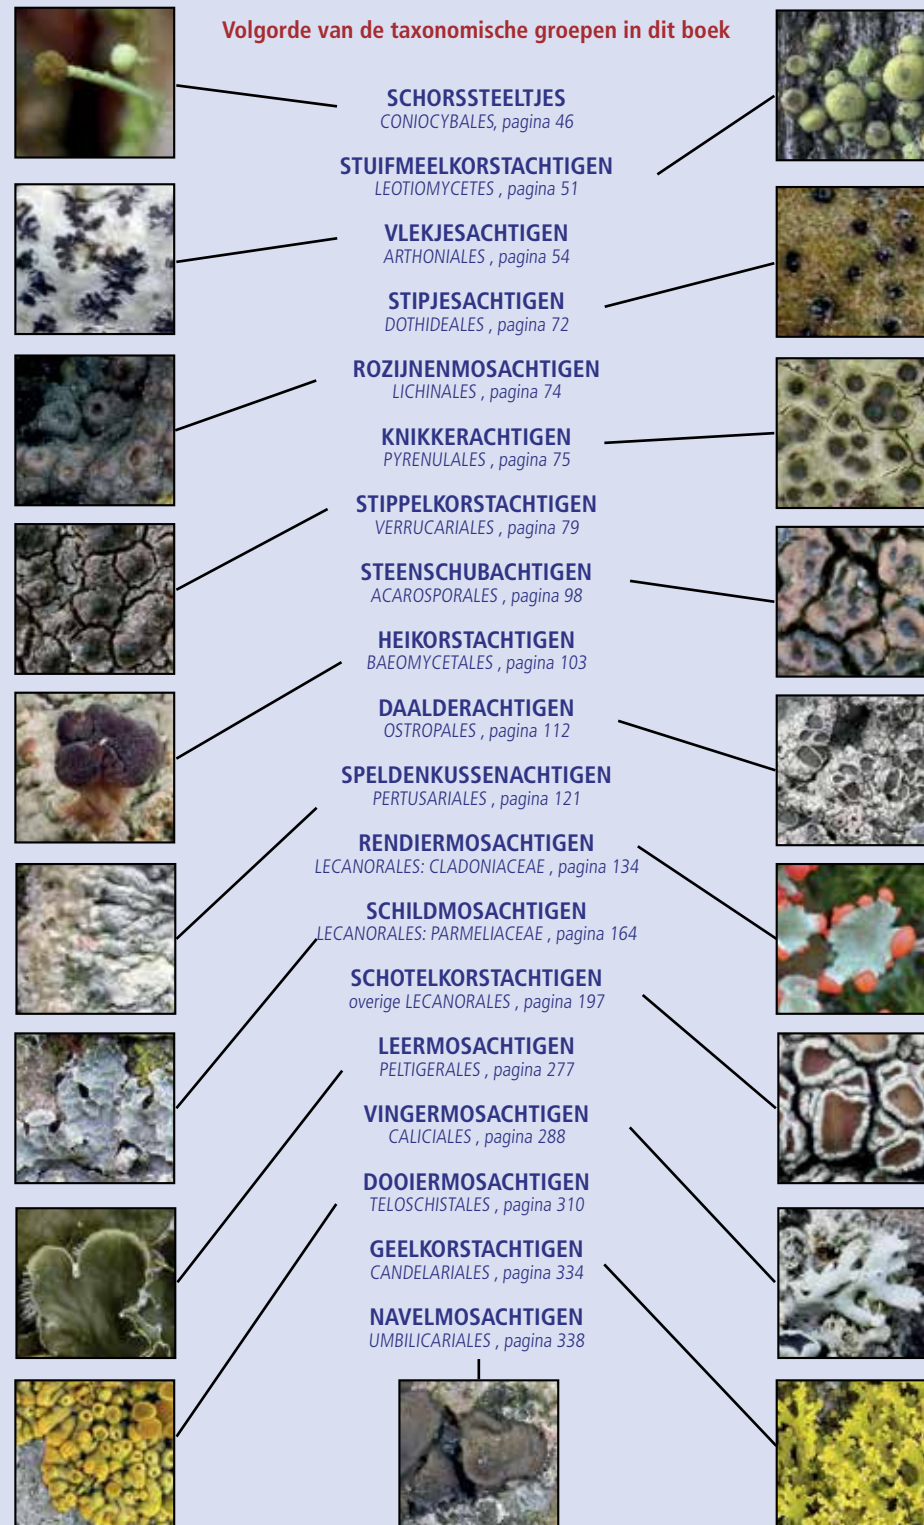 Volgorde van de taxonomische groepen in dit boek
SCHORSSTEELTJES
CONIOCYBALES, pagina 46
STUIFMEELKORSTACHTIGEN
LEOTIOMYCETES , pagina 51
VLEKJESACHTIGEN
ARTHONIALES , pagina 54
STIPJESACHTIGEN
DOTHIDEALES , pagina 72
ROZIJNENMOSACHTIGEN
LICHINALES , pagina 74
KNIKKERACHTIGEN
PYRENULALES , pagina 75
STIPPELKORSTACHTIGEN
VERRUCARIALES , pagina 79
STEENSCHUBACHTIGEN
ACAROSPORALES , pagina 98
HEIKORSTACHTIGEN
BAEOMYCETALES , pagina 103
DAALDERACHTIGEN
OSTROPALES , pagina 112
SPELDENKUSSENACHTIGEN
PERTUSARIALES , pagina 121
RENDIERMOSACHTIGEN
LECANORALES: CLADONIACEAE , pagina 134
SCHILDMOSACHTIGEN
LECANORALES: PARMELIACEAE , pagina 164
SCHOTELKORSTACHTIGEN
overige LECANORALES , pagina 197
LEERMOSACHTIGEN
PELTIGERALES , pagina 277
VINGERMOSACHTIGEN
CALICIALES , pagina 288
DOOIERMOSACHTIGEN
TELOSCHISTALES , pagina 310
GEELKORSTACHTIGEN
CANDELARIALES , pagina 334
NAVELMOSACHTIGEN
UMBILICARIALES , pagina 338